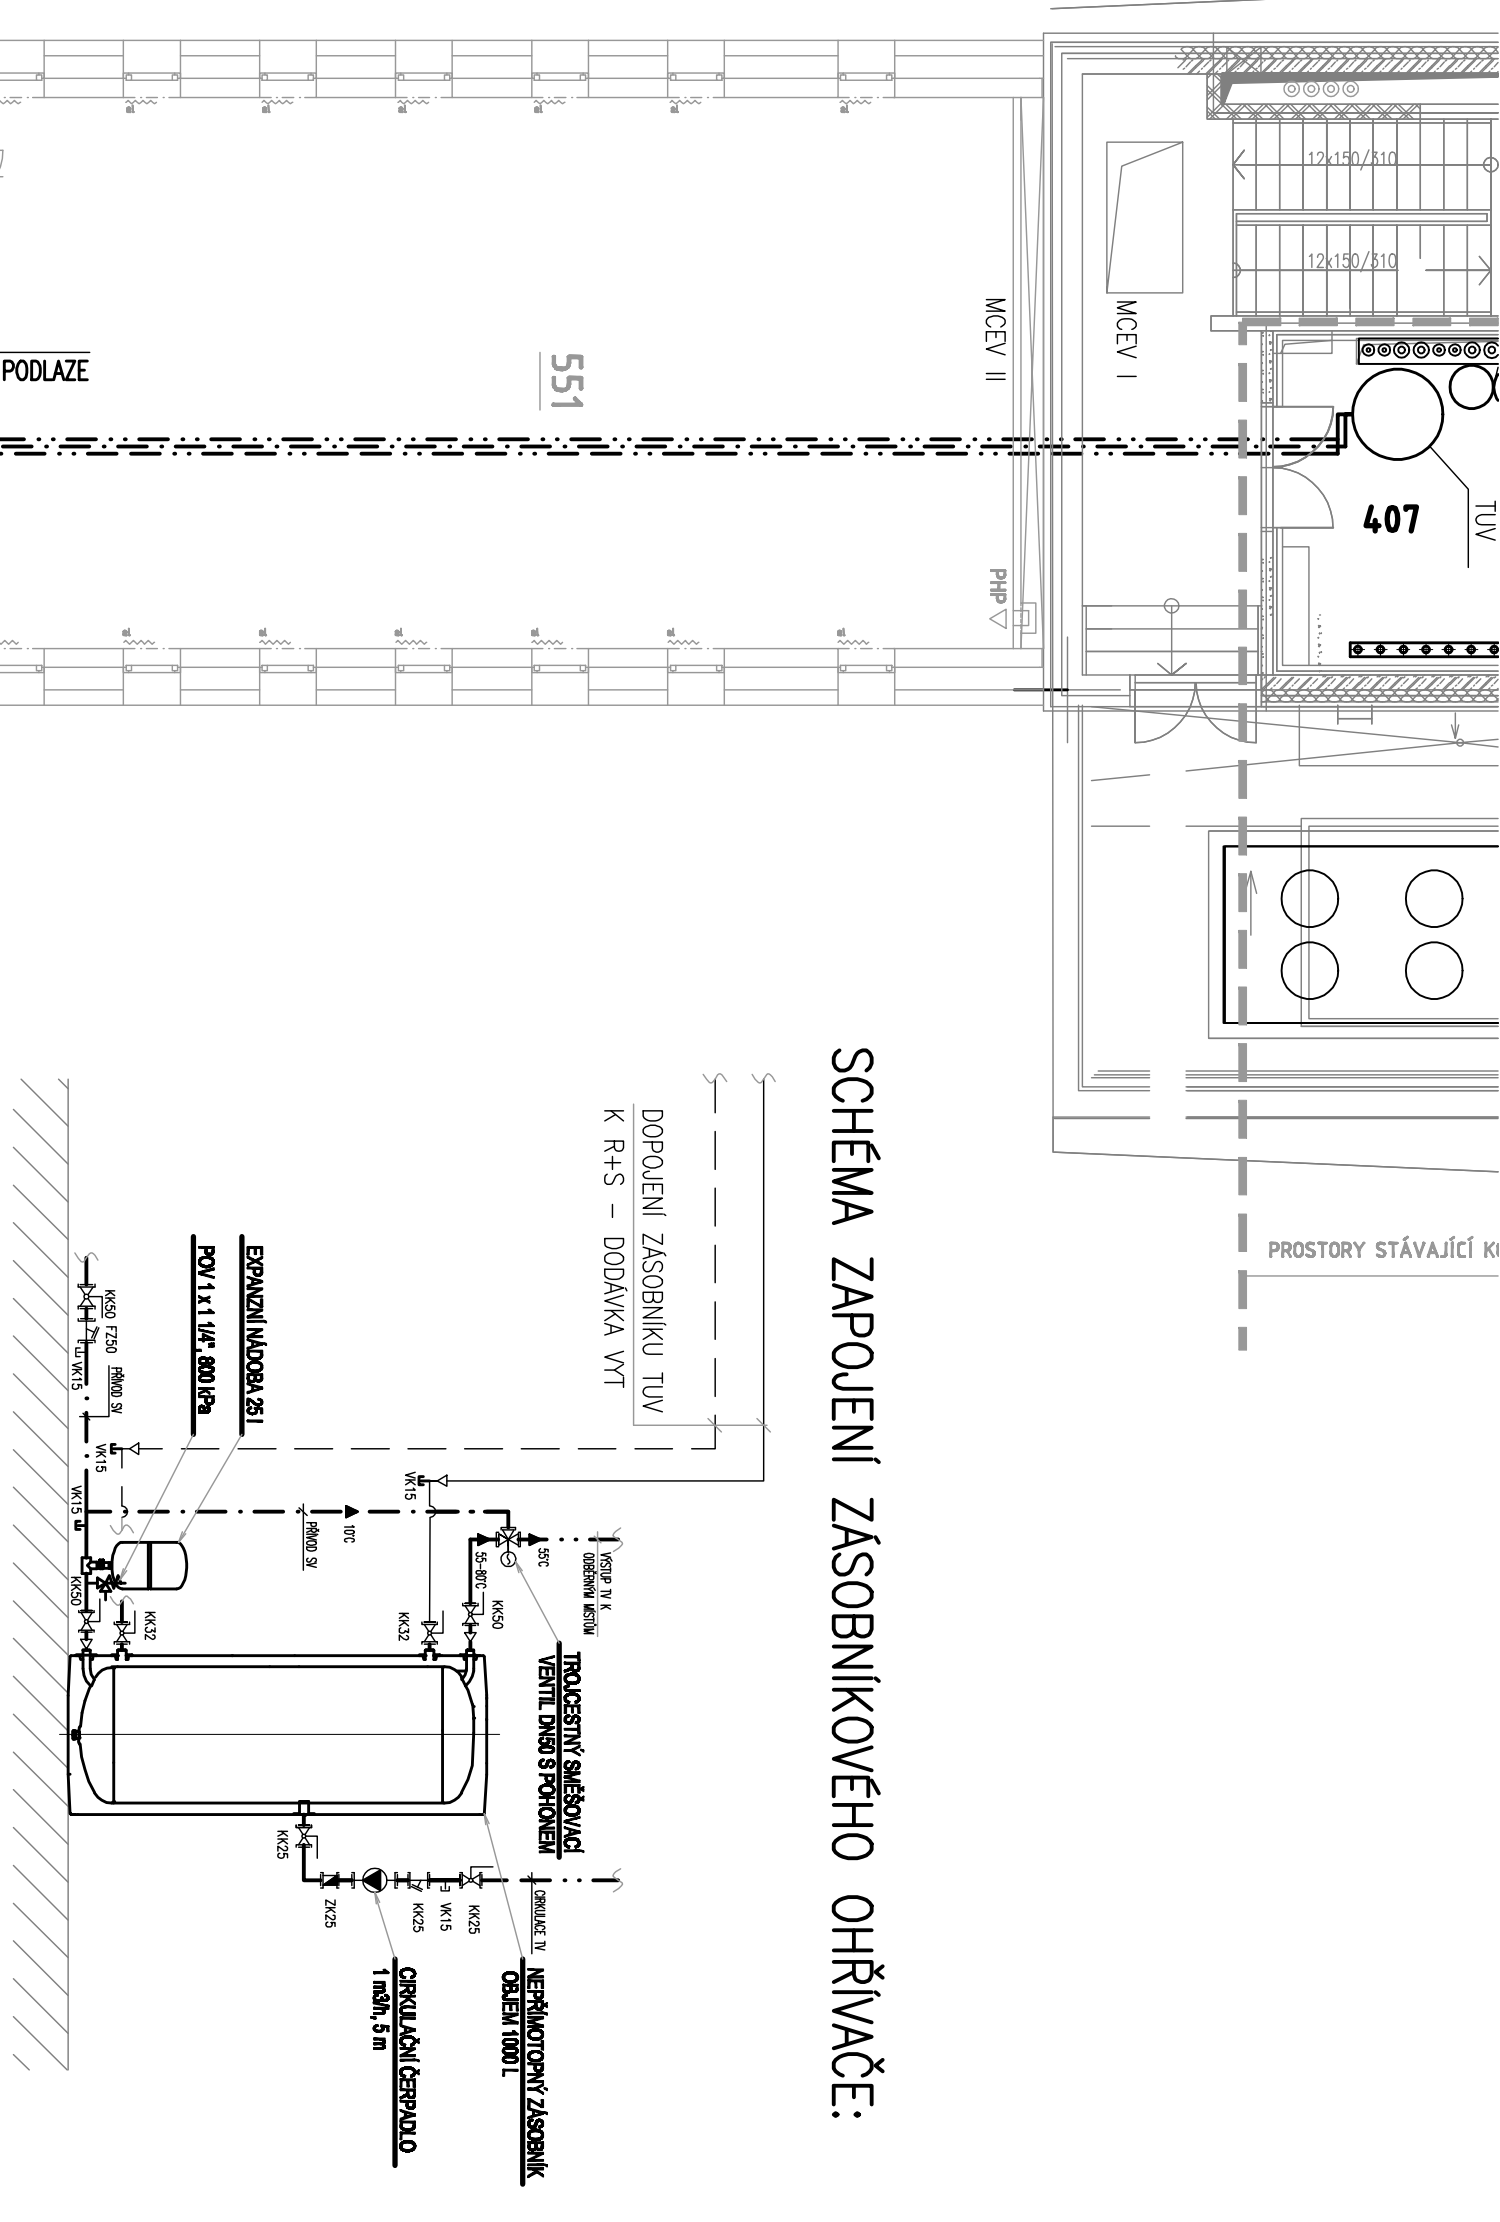 12x150/310
12x150/310
MCEV II
MCEV I
PODLAZE
551
407
TUV
PHP
PROSTORY STÁVAJÍCÍ
SCHÉMA ZAPOJENÍ ZÁSOBNÍKOVÉHO OHŘÍVAČE:
DOPOJENÍ ZÁSOBNÍKU TUV
K R+S – DODÁVKA VYT
EXPANZNÍ NÁDOBA 25 l
POV 1 x 1 1/4", 800 kPa
KK50 FZ50
VK15
PŘÍVOD SV
VK15
VK15
VK15
PŘÍVOD SV
10°C
55°C
55-80°C
VÝSTUP TV K
ODBĚRNÝM MÍSTŮM
KK50
KK32
KK32
KK50
TROJCESTNÝ SMĚŠOVACÍ
VENTIL DN50 S POHONEM
KK25
ZK25
KK25
VK15
KK25
CIRKULACE TV
NEPŘÍMOTOPNÝ ZÁSOBNÍK
OBJEM 1000 L
CIRKULAČNÍ ČERPADLO
1 m3/h, 5 m